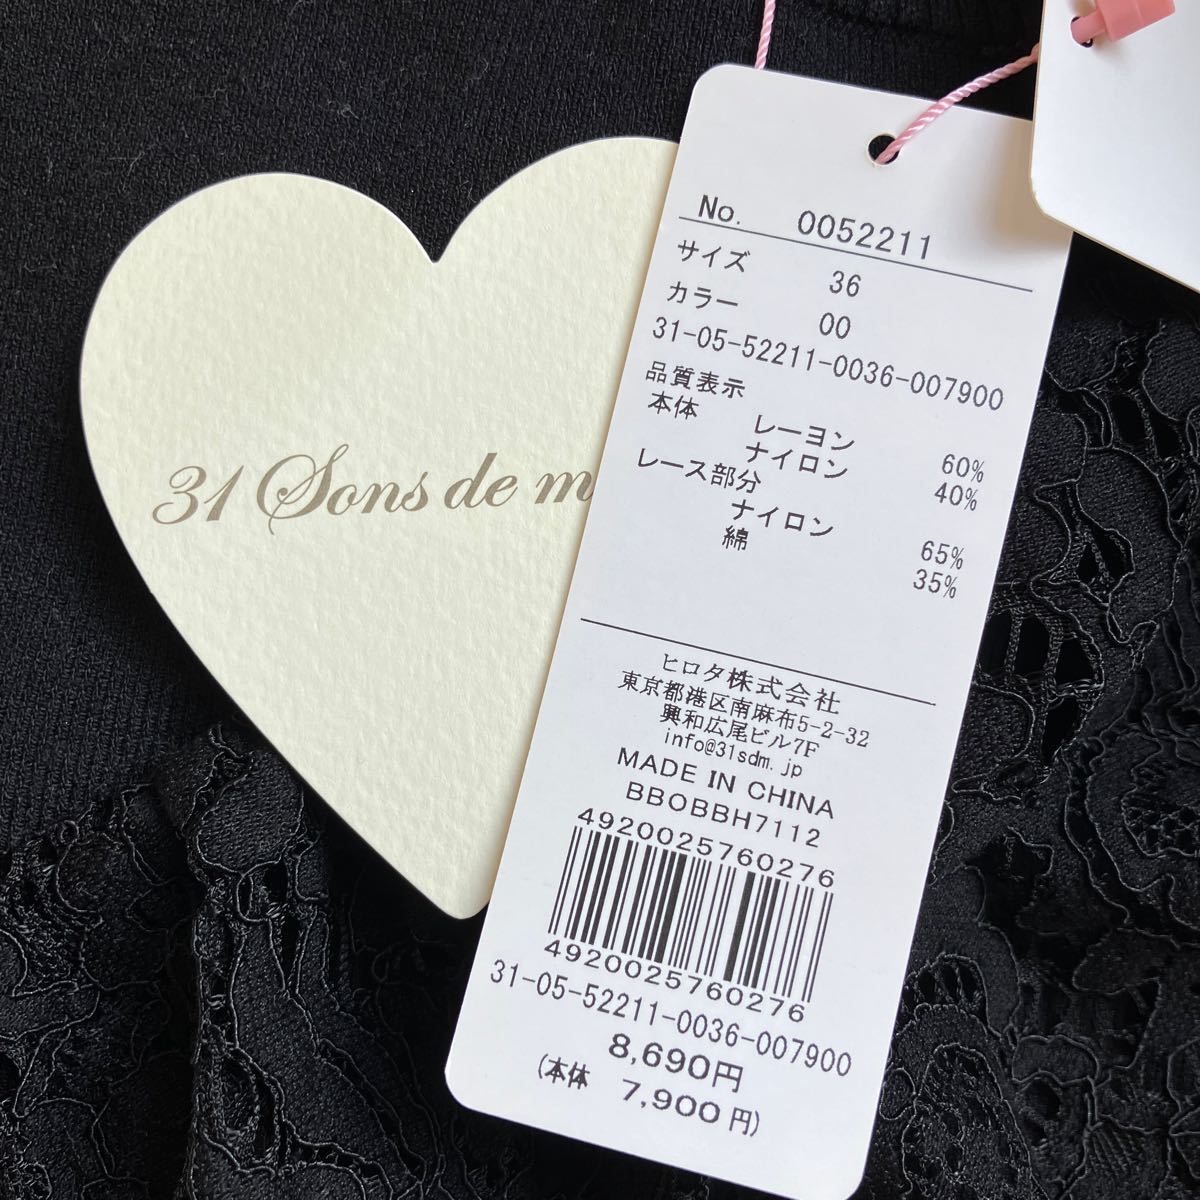 31 Sons de m
No. 0052211
サイズ 36
カラー 00
31-05-52211-0036-007900
品質表示
本体
レーヨン 60%
ナイロン 40%
レース部分
ナイロン 65%
綿 35%
ヒロタ株式会社
東京都港区南麻布5-2-32
興和広尾ビル7F
info@31sdm.jp
MADE IN CHINA
BBOBBH7112
4920025760276
4920025760276
31-05-52211-0036-007900
8,690円
(本体 7,900円)